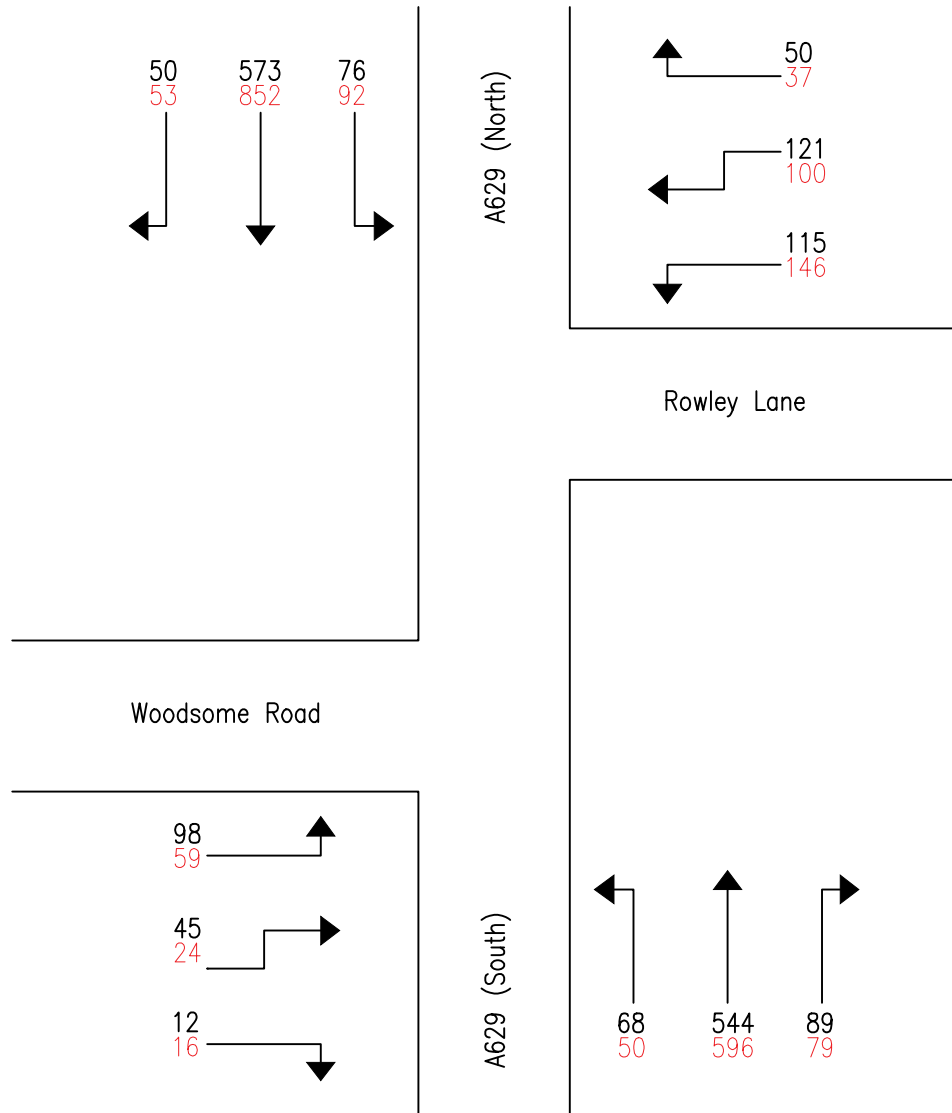 50 573 76
53 852 92
A629 (North)
50
37
121
100
115
146
Rowley Lane
Woodsome Road
98
59
45
24
12
16
A629 (South)
68 544 89
50 596 79